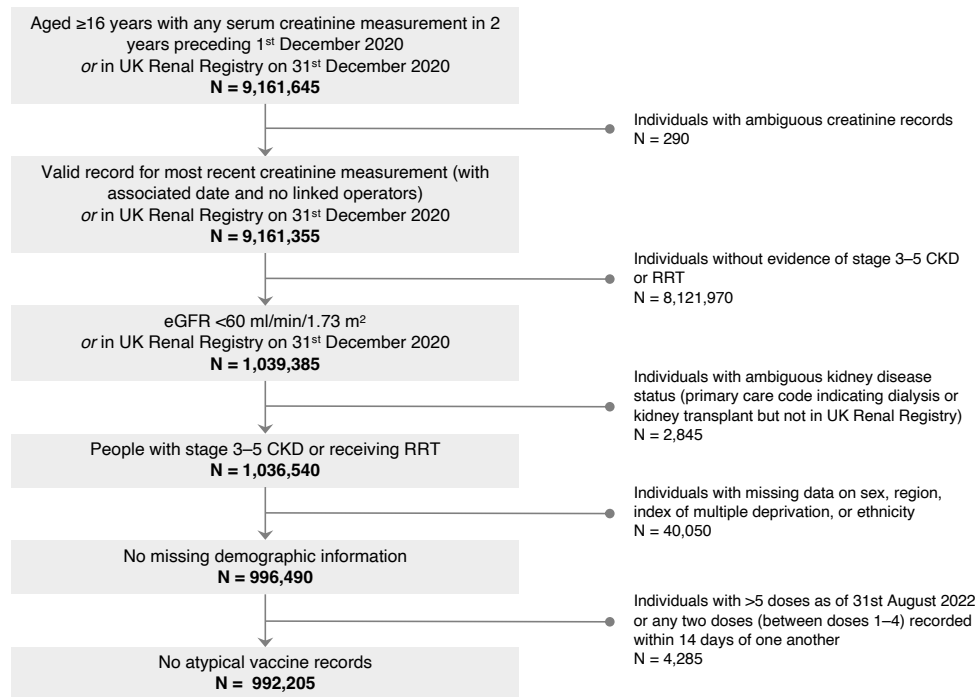 Aged ≥16 years with any serum creatinine measurement in 2
years preceding 1st December 2020
or in UK Renal Registry on 31st December 2020
N = 9,161,645
Individuals with ambiguous creatinine records
N = 290
Valid record for most recent creatinine measurement (with
associated date and no linked operators)
or in UK Renal Registry on 31st December 2020
N = 9,161,355
Individuals without evidence of stage 3–5 CKD
or RRT
N = 8,121,970
eGFR <60 ml/min/1.73 m²
or in UK Renal Registry on 31st December 2020
N = 1,039,385
Individuals with ambiguous kidney disease
status (primary care code indicating dialysis or
kidney transplant but not in UK Renal Registry)
N = 2,845
People with stage 3–5 CKD or receiving RRT
N = 1,036,540
Individuals with missing data on sex, region,
index of multiple deprivation, or ethnicity
N = 40,050
No missing demographic information
N = 996,490
Individuals with >5 doses as of 31st August 2022
or any two doses (between doses 1–4) recorded
within 14 days of one another
N = 4,285
No atypical vaccine records
N = 992,205